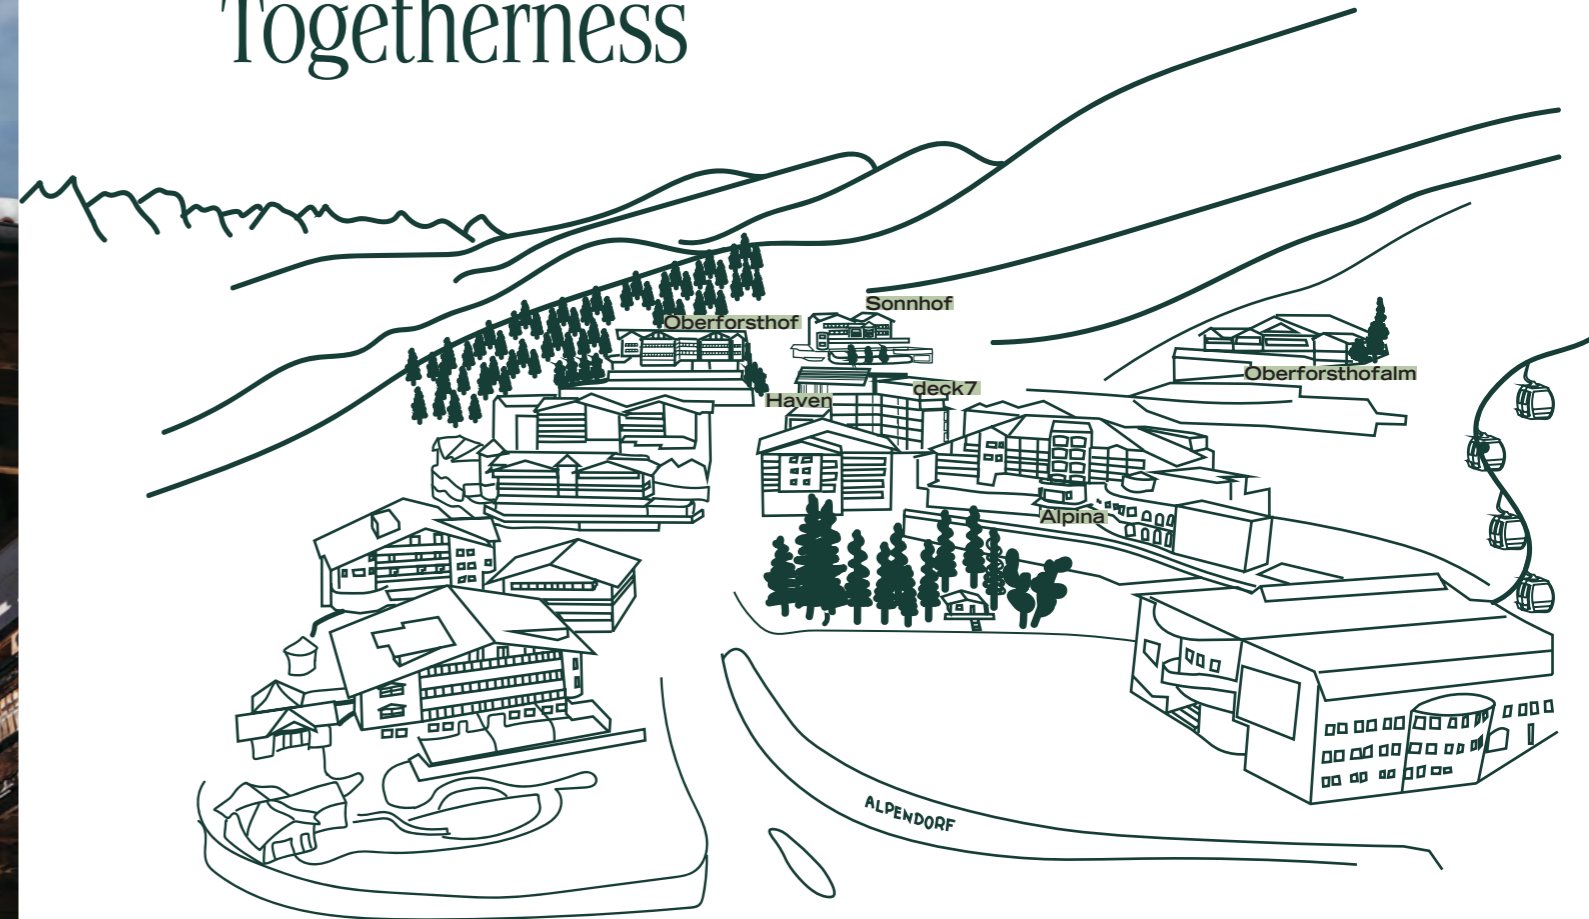 Togetherness
Sonnhof
Oberforsthof
Oberforsthofalm
deck7
Haven
Alpina
ALPENDORF